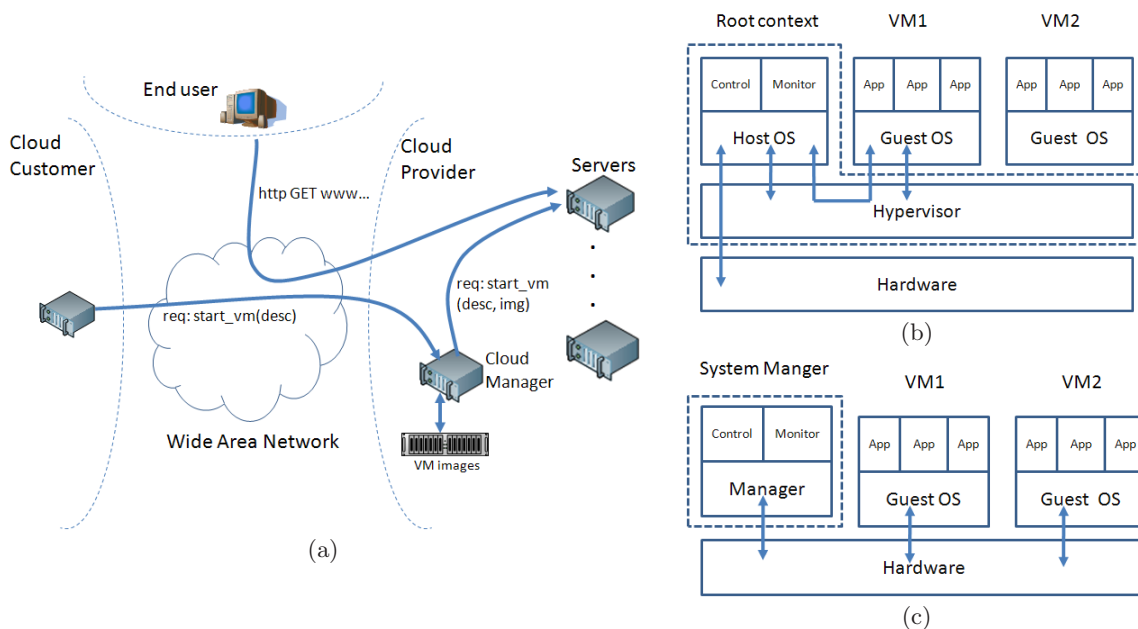 End user
Cloud
Customer
Cloud
Provider
Servers
http GET www...
req: start_vm
(desc, img)
req: start_vm(desc)
Cloud
Manager
Wide Area Network
VM images
(a)
Root context
VM1
VM2
Control
Monitor
App
App
App
App
App
App
Host OS
Guest OS
Guest OS
Hypervisor
Hardware
(b)
System Manger
VM1
VM2
Control
Monitor
App
App
App
App
App
App
Manager
Guest OS
Guest OS
Hardware
(c)